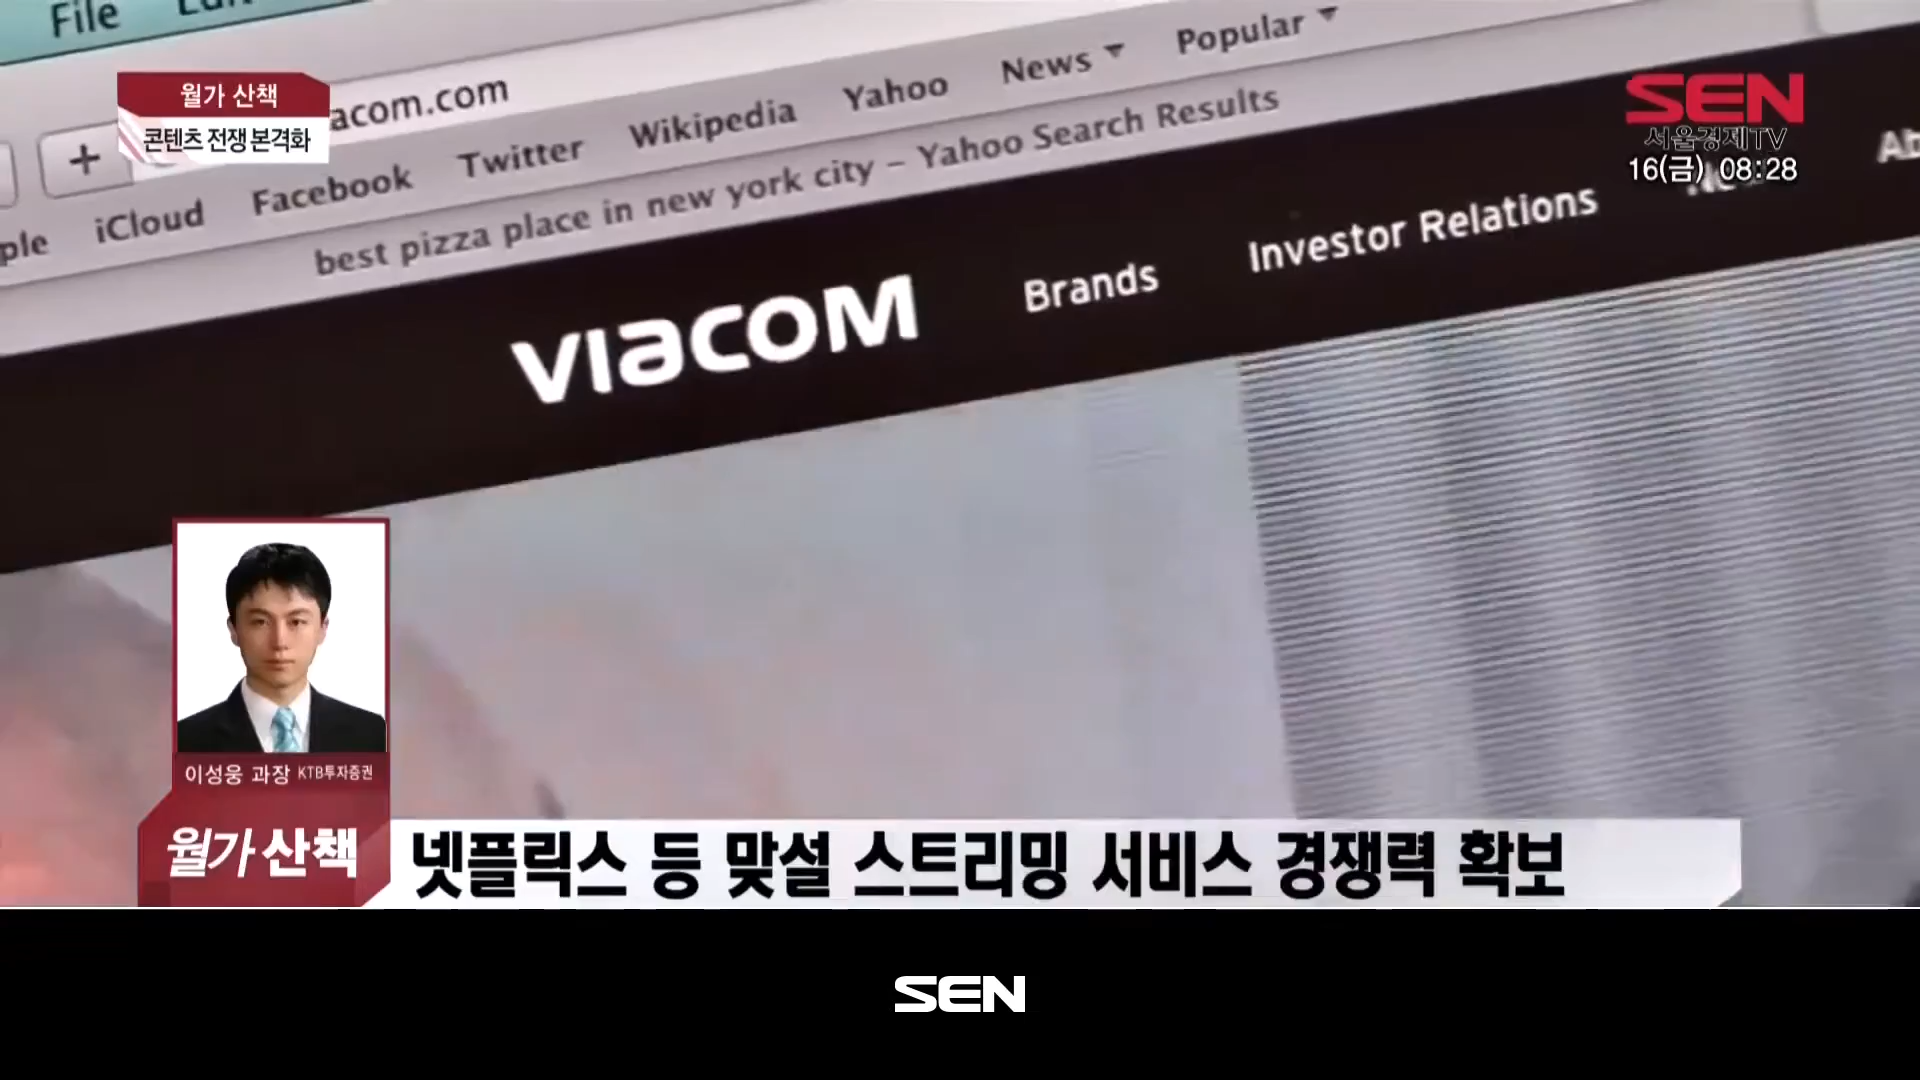 File
월가 산책
콘텐츠 전쟁 본격화
acom.com
iCloud Facebook Twitter Wikipedia Yahoo News Popular
best pizza place in new york city – Yahoo Search Results
SEN
서울경제TV
16(금) 08:28
VIACOM Brands Investor Relations
이성웅 과장 KTB투자증권
월가 산책
넷플릭스 등 맞설 스트리밍 서비스 경쟁력 확보
SEN